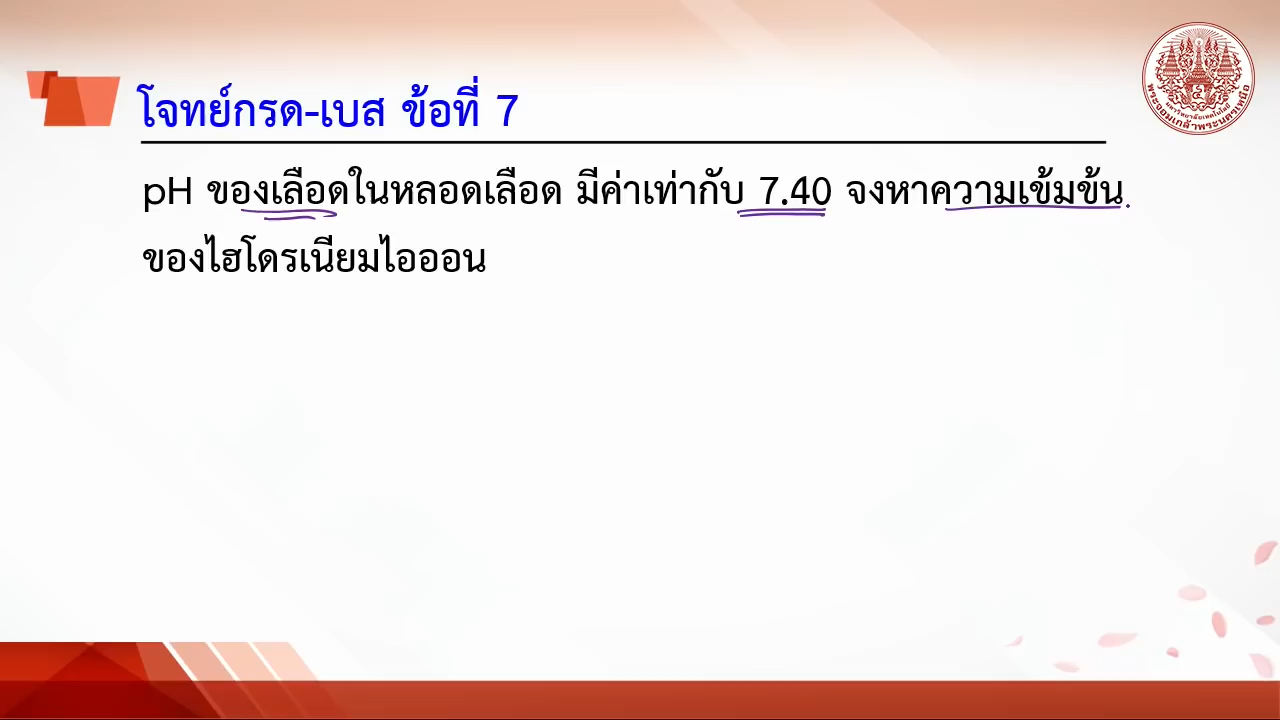 โจทย์กรด-เบส ข้อที่ 7
pH ของเลือดในหลอดเลือด มีค่าเท่ากับ 7.40 จงหาความเข้มข้น
ของไฮโดรเนียมไอออน